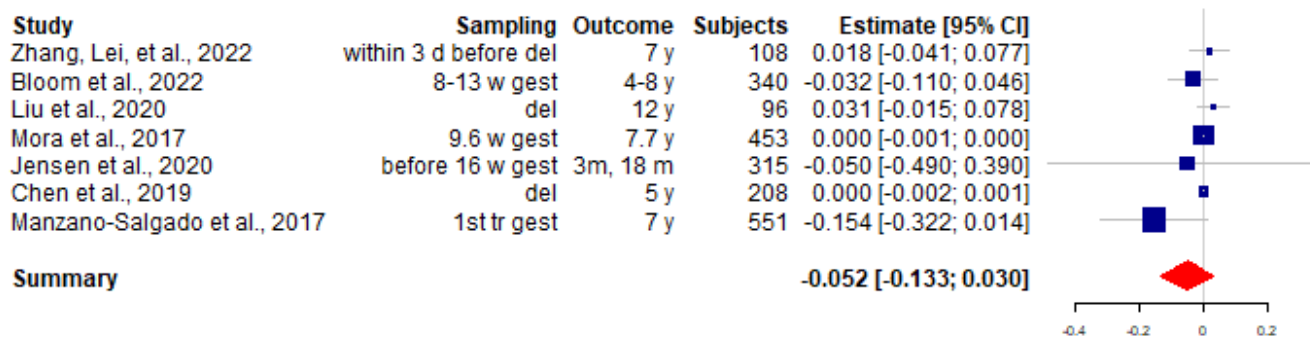 Study Sampling Outcome Subjects Estimate [95% CI]
Zhang, Lei, et al., 2022 within 3 d before del 7 y 108 0.018 [-0.041; 0.077]
Bloom et al., 2022 8-13 w gest 4-8 y 340 -0.032 [-0.110; 0.046]
Liu et al., 2020 del 12 y 96 0.031 [-0.015; 0.078]
Mora et al., 2017 9.6 w gest 7.7 y 453 0.000 [-0.001; 0.000]
Jensen et al., 2020 before 16 w gest 3m, 18 m 315 -0.050 [-0.490; 0.390]
Chen et al., 2019 del 5 y 208 0.000 [-0.002; 0.001]
Manzano-Salgado et al., 2017 1st tr gest 7 y 551 -0.154 [-0.322; 0.014]
Summary -0.052 [-0.133; 0.030]
-0.4 -0.2 0 0.2